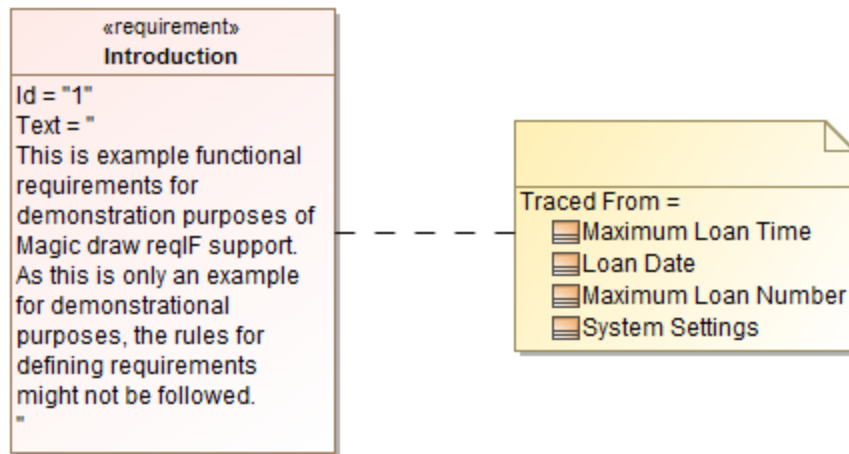 «requirement»
Introduction
Id = "1"
Text = "
This is example functional
requirements for
demonstration purposes of
Magic draw reqIF support.
As this is only an example
for demonstrational
purposes, the rules for
defining requirements
might not be followed.
"
Traced From =
Maximum Loan Time
Loan Date
Maximum Loan Number
System Settings